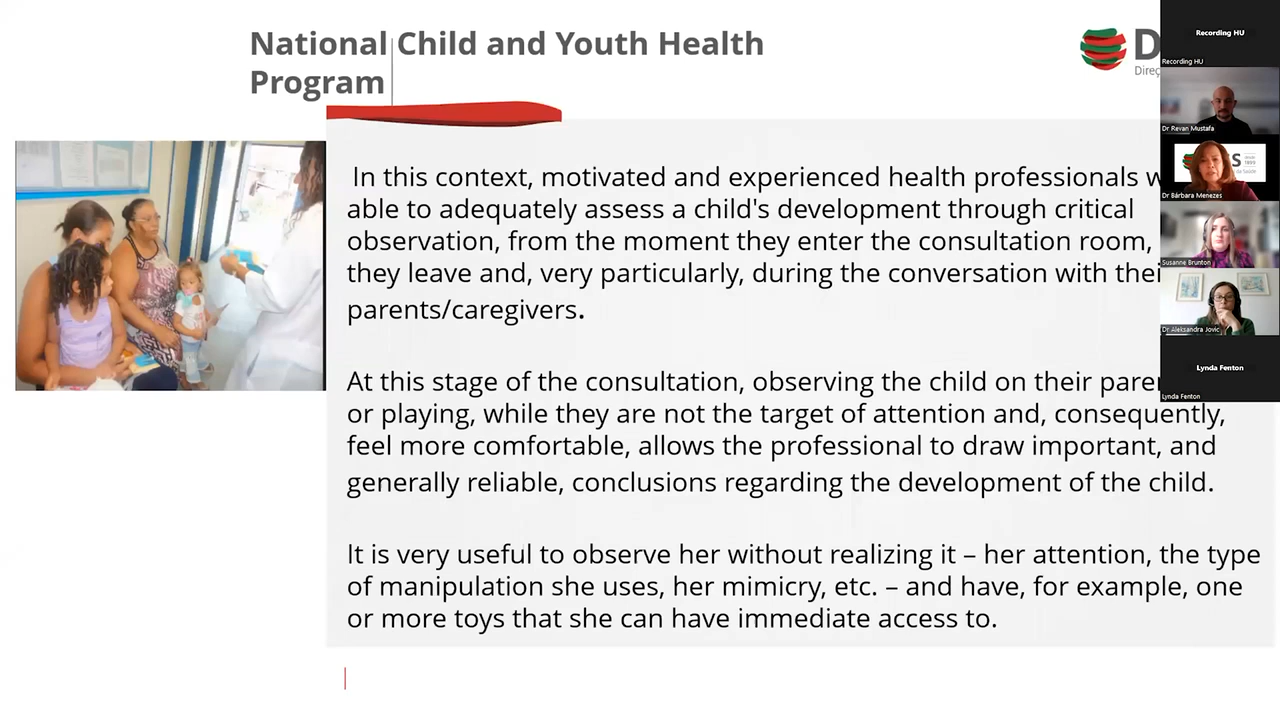 National Child and Youth Health
Program
Direç
In this context, motivated and experienced health professionals
able to adequately assess a child's development through critical
observation, from the moment they enter the consultation room,
they leave and, very particularly, during the conversation with
parents/caregivers.
At this stage of the consultation, observing the child on their
or playing, while they are not the target of attention and, consequently,
feel more comfortable, allows the professional to draw important, and
generally reliable, conclusions regarding the development of the child.
It is very useful to observe her without realizing it – her attention, the type
of manipulation she uses, her mimicry, etc. – and have, for example, one
or more toys that she can have immediate access to.
Recording HU
Recording HU
Dr Revan Mustafa
Dr Bárbara Menezes
Susanne Brunton
Dr Aleksandra Jovic
Lynda Fenton
Lynda Fenton